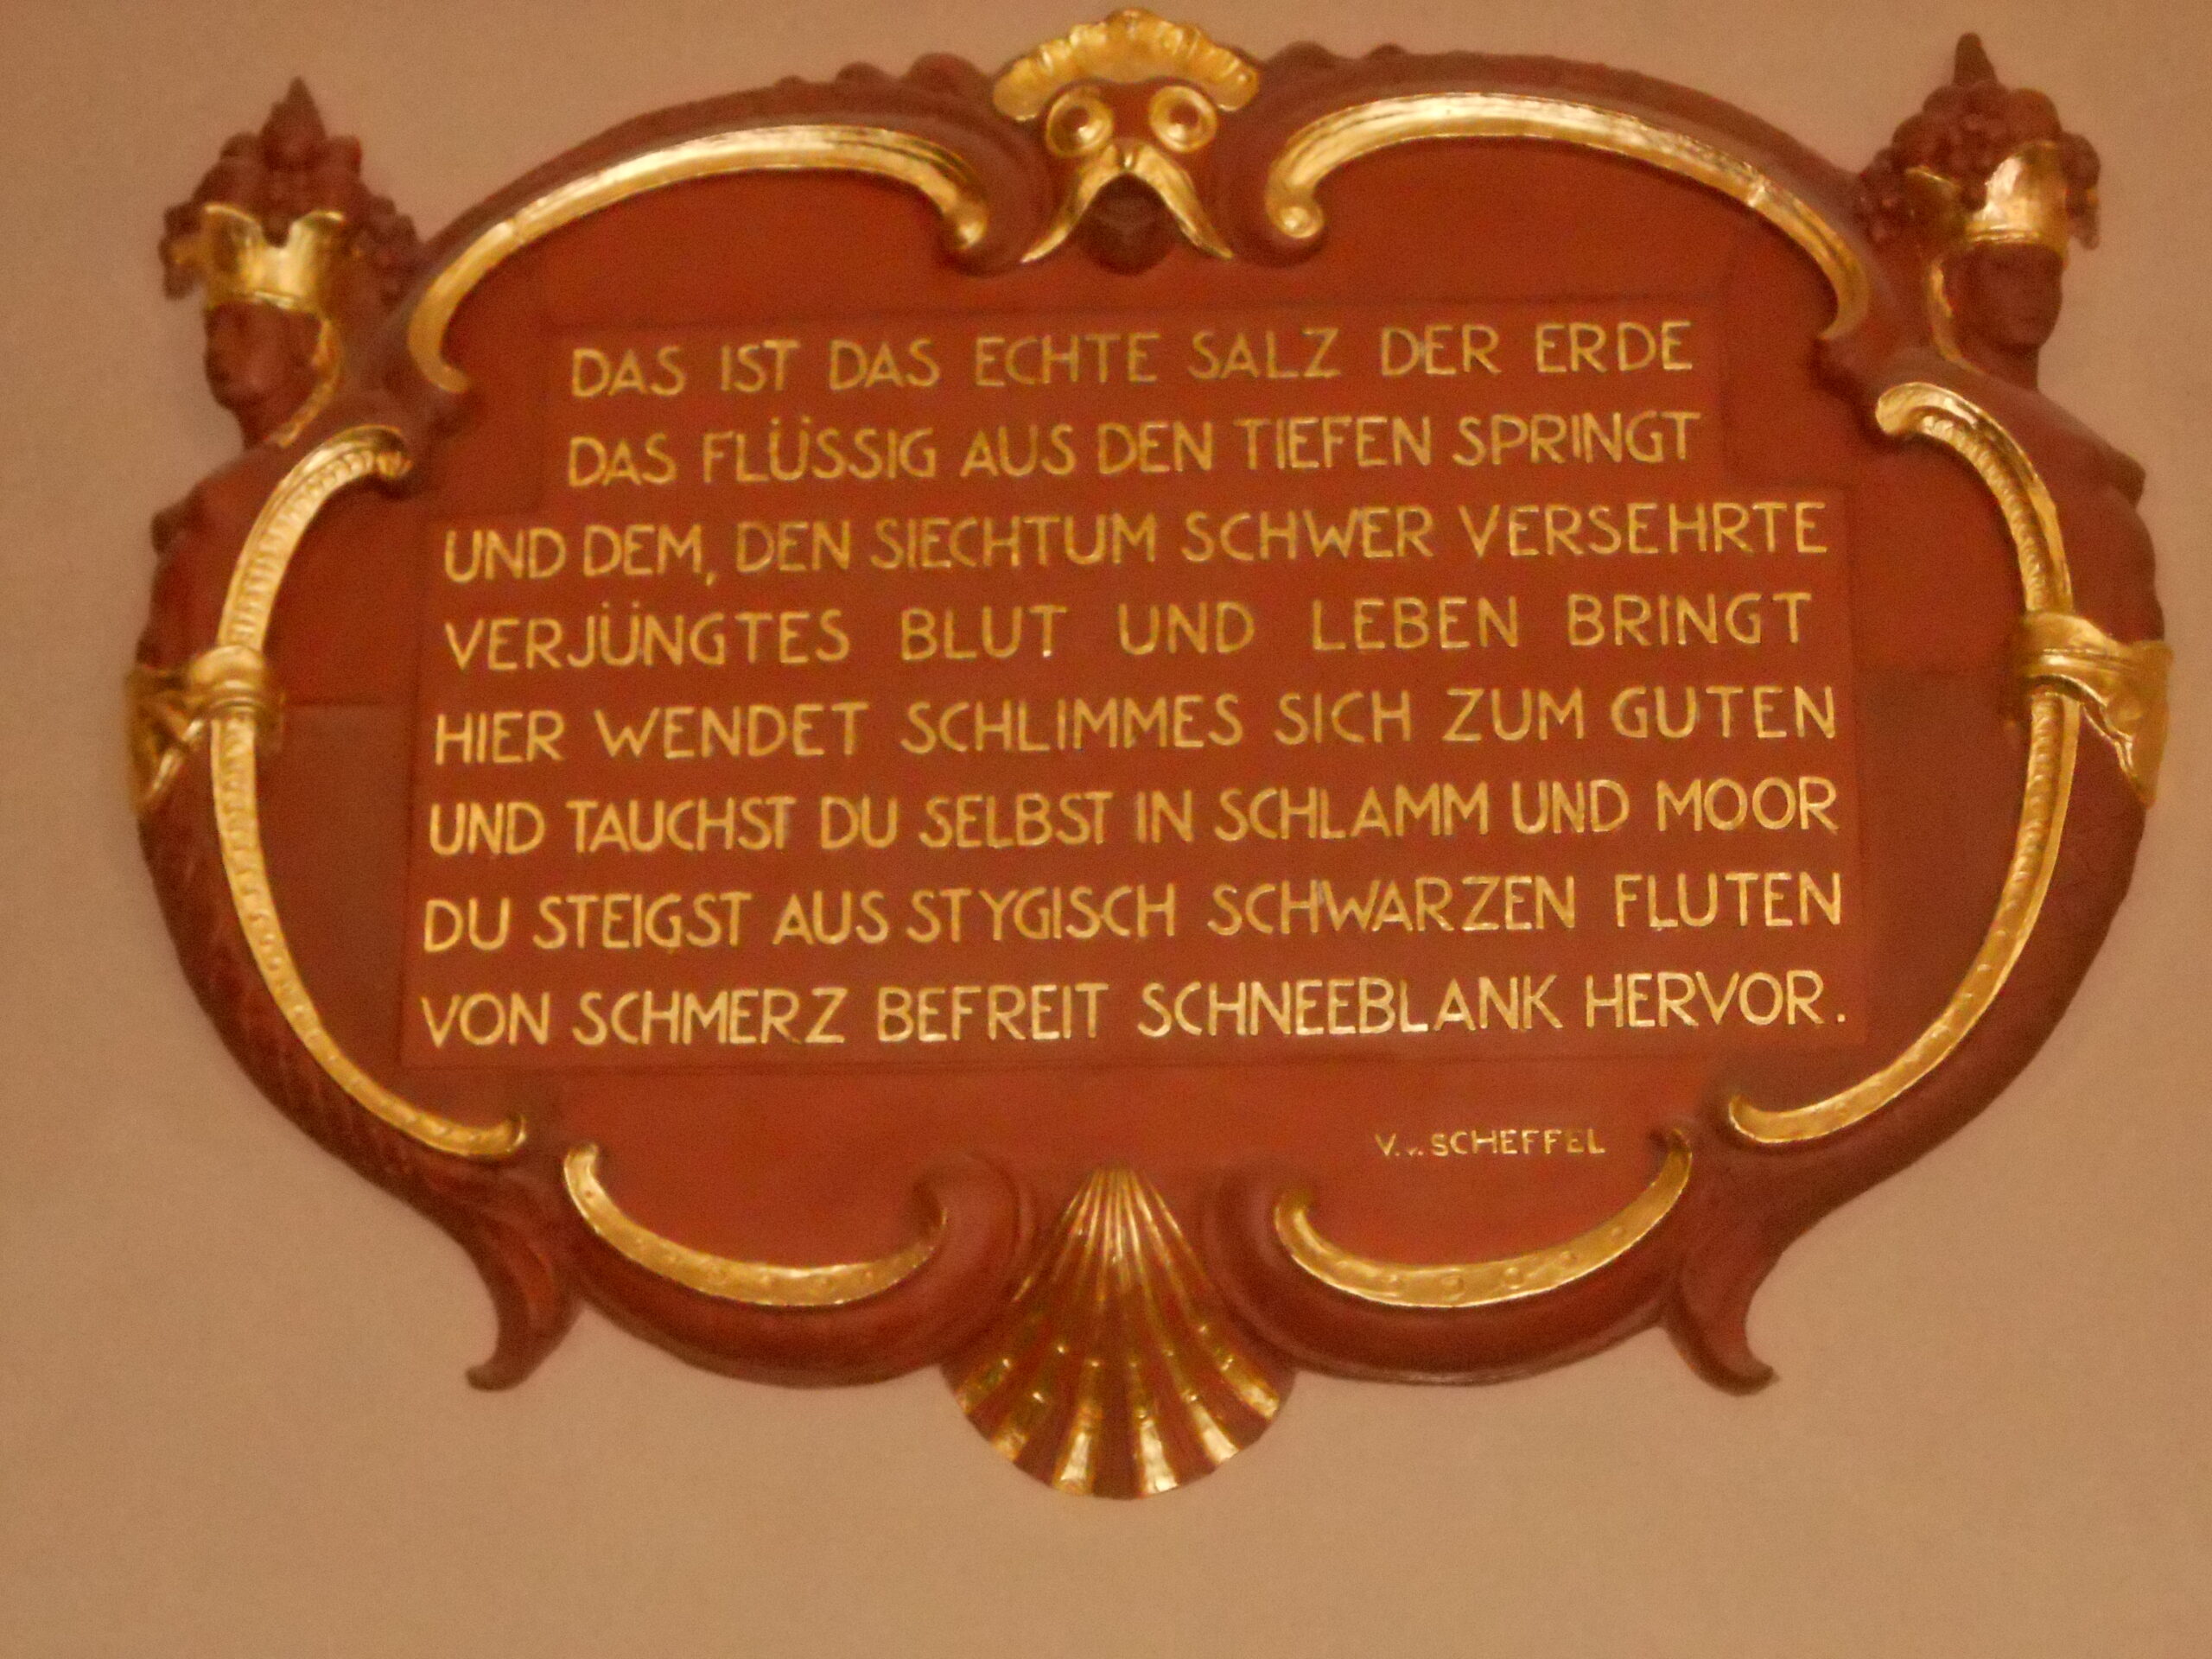 DAS IST DAS ECHTE SALZ DER ERDE
DAS FLÜSSIG AUS DEN TIEFEN SPRINGT
UND DEM, DEN SIECHTUM SCHWER VERSEHRTE
VERJÜNGTES BLUT UND LEBEN BRINGT
HIER WENDET SCHLIMMES SICH ZUM GUTEN
UND TAUCHST DU SELBST IN SCHLAMM UND MOOR
DU STEIGST AUS STYGISCH SCHWARZEN FLUTEN
VON SCHMERZ BEFREIT SCHNEEBLANK HERVOR.
V. v. SCHEFFEL